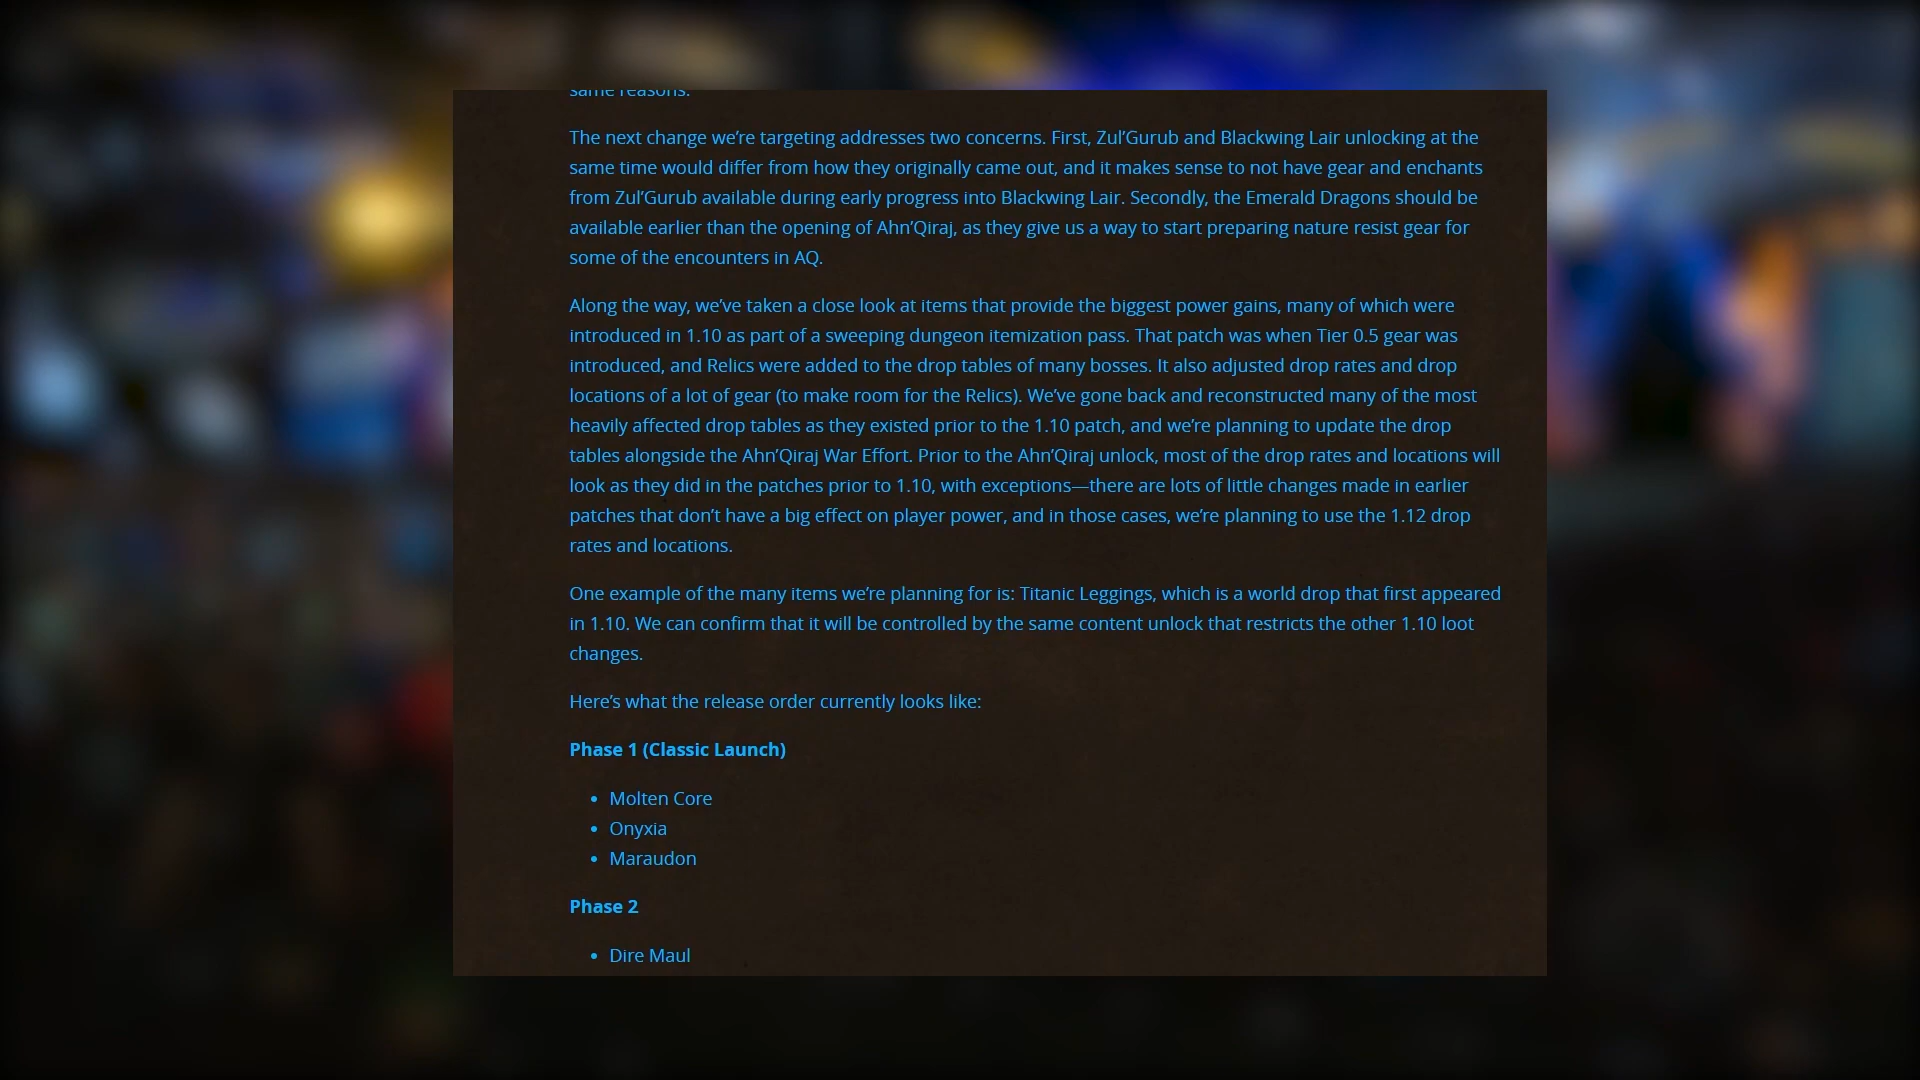 same reasons.
The next change we’re targeting addresses two concerns. First, Zul’Gurub and Blackwing Lair unlocking at the
same time would differ from how they originally came out, and it makes sense to not have gear and enchants
from Zul’Gurub available during early progress into Blackwing Lair. Secondly, the Emerald Dragons should be
available earlier than the opening of Ahn’Qiraj, as they give us a way to start preparing nature resist gear for
some of the encounters in AQ.
Along the way, we’ve taken a close look at items that provide the biggest power gains, many of which were
introduced in 1.10 as part of a sweeping dungeon itemization pass. That patch was when Tier 0.5 gear was
introduced, and Relics were added to the drop tables of many bosses. It also adjusted drop rates and drop
locations of a lot of gear (to make room for the Relics). We’ve gone back and reconstructed many of the most
heavily affected drop tables as they existed prior to the 1.10 patch, and we’re planning to update the drop
tables alongside the Ahn’Qiraj War Effort. Prior to the Ahn’Qiraj unlock, most of the drop rates and locations will
look as they did in the patches prior to 1.10, with exceptions—there are lots of little changes made in earlier
patches that don’t have a big effect on player power, and in those cases, we’re planning to use the 1.12 drop
rates and locations.
One example of the many items we’re planning for is: Titanic Leggings, which is a world drop that first appeared
in 1.10. We can confirm that it will be controlled by the same content unlock that restricts the other 1.10 loot
changes.
Here’s what the release order currently looks like:
Phase 1 (Classic Launch)
• Molten Core
• Onyxia
• Maraudon
Phase 2
• Dire Maul